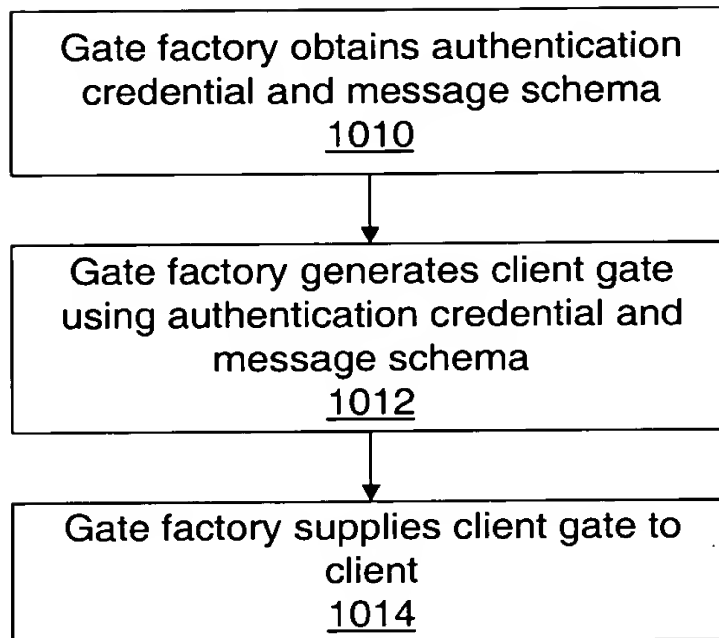 Gate factory obtains authentication
credential and message schema
1010
Gate factory generates client gate
using authentication credential and
message schema
1012
Gate factory supplies client gate to
client
1014